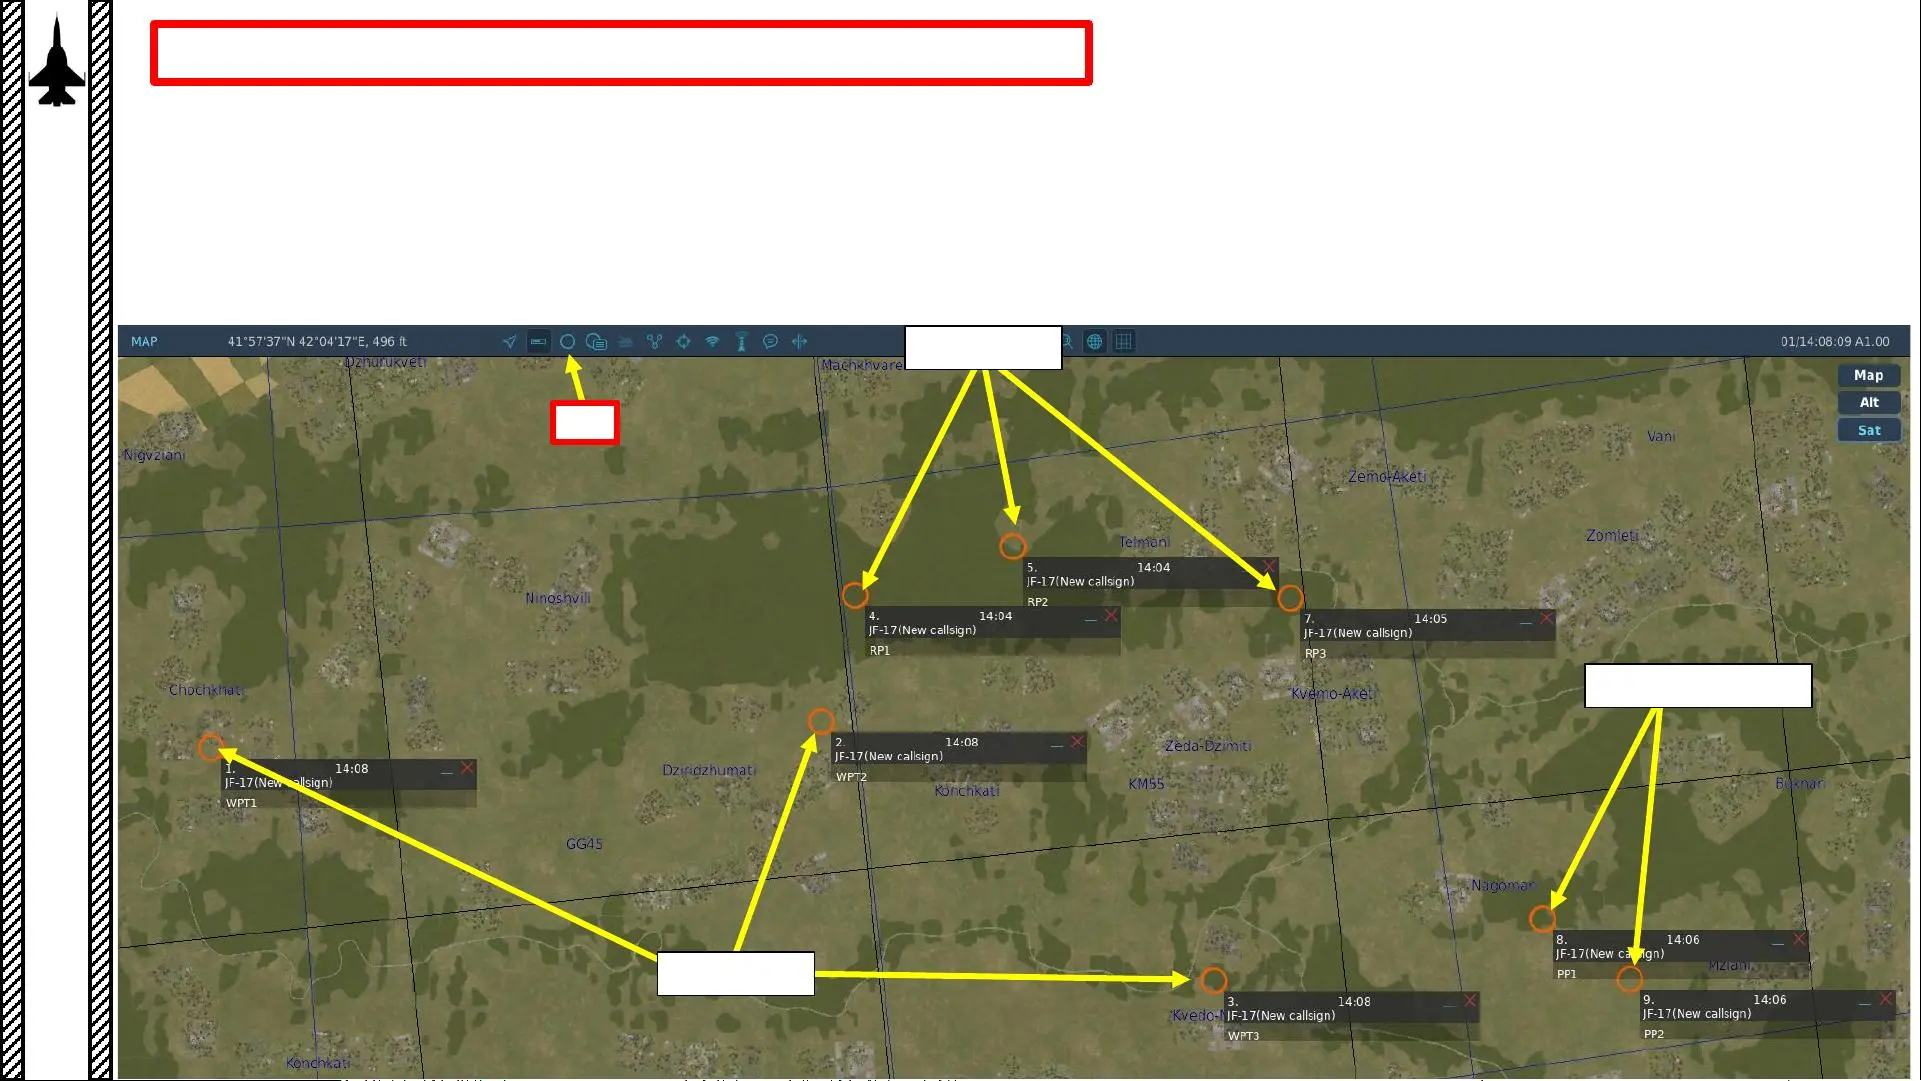 MAP 41°57'37"N 42°04'17"E, 496 ft 01/14:08:09 A1.00
Dzhurukveti
Machkhvare
Map
Alt
Sat
Nigvziani
Vani
Zemo-Aketi
Zomleti
Telmani
5. 14:04
JF-17(New callsign)
RP2
Ninoshvili
4. 14:04
JF-17(New callsign)
RP1
7. 14:05
JF-17(New callsign)
RP3
Chochkhati
Kvemo-Aketi
2. 14:08
JF-17(New callsign)
WPT2
Zeda-Dzimiti
1. 14:08
JF-17(New callsign)
WPT1
Dziridzhumati
Konchkati
KM55
Buknari
GG45
Nagomari
8. 14:06
JF-17(New callsign)
PP1
Mziani
9. 14:06
JF-17(New callsign)
PP2
3. 14:08
JF-17(New callsign)
WPT3
Konchkati